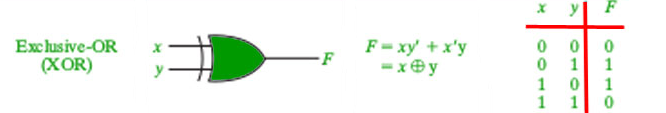 Exclusive-OR
(XOR)
x
y
F
F = xy' + x'y
= x ⊕ y
x y F
0 0 0
0 1 1
1 0 1
1 1 0